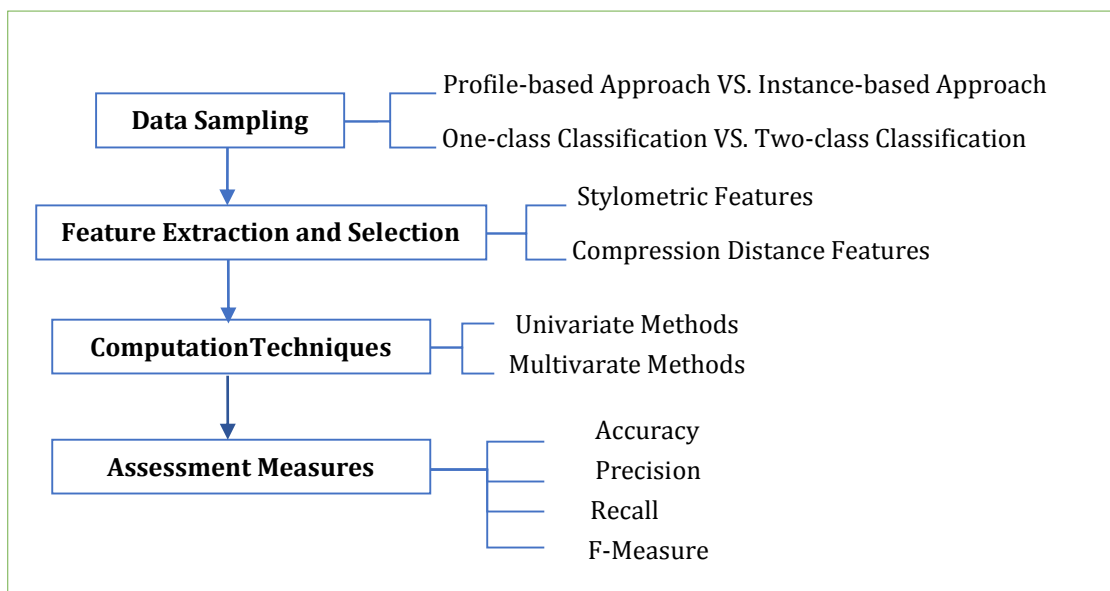 Profile-based Approach VS. Instance-based Approach
Data Sampling
One-class Classification VS. Two-class Classification
Stylometric Features
Feature Extraction and Selection
Compression Distance Features
Univariate Methods
ComputationTechniques
Multivarate Methods
Accuracy
Assessment Measures
Precision
Recall
F-Measure